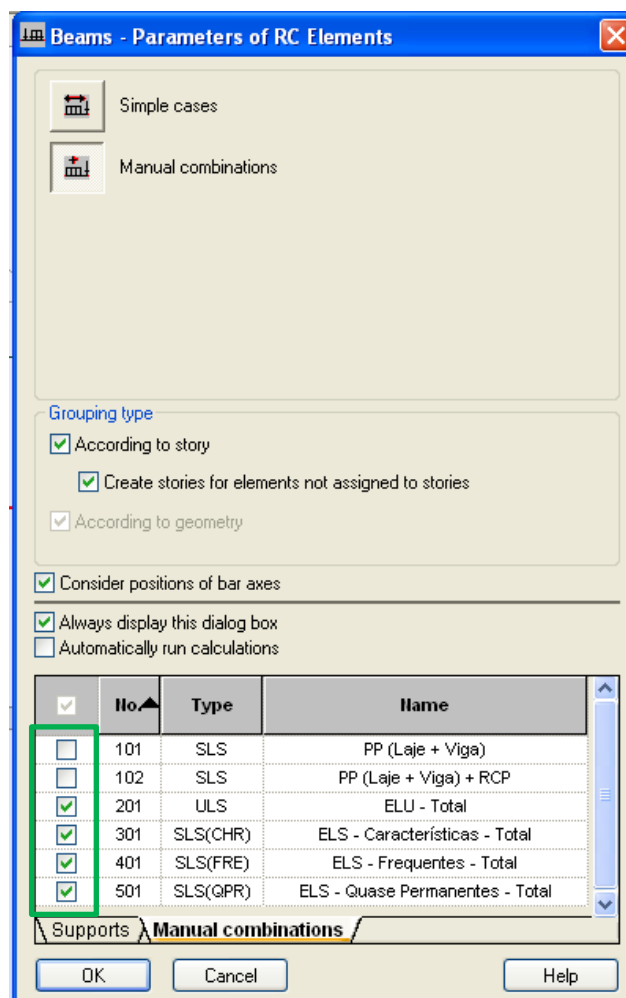 Beams - Parameters of RC Elements
Simple cases
Manual combinations
Grouping type
According to story
Create stories for elements not assigned to stories
According to geometry
Consider positions of bar axes
Always display this dialog box
Automatically run calculations
No. Type Name
101 SLS PP (Laje + Viga)
102 SLS PP (Laje + Viga) + RCP
201 ULS ELU - Total
301 SLS(CHR) ELS - Características - Total
401 SLS(FRE) ELS - Frequentes - Total
501 SLS(QPR) ELS - Quase Permanentes - Total
Supports Manual combinations
OK Cancel Help